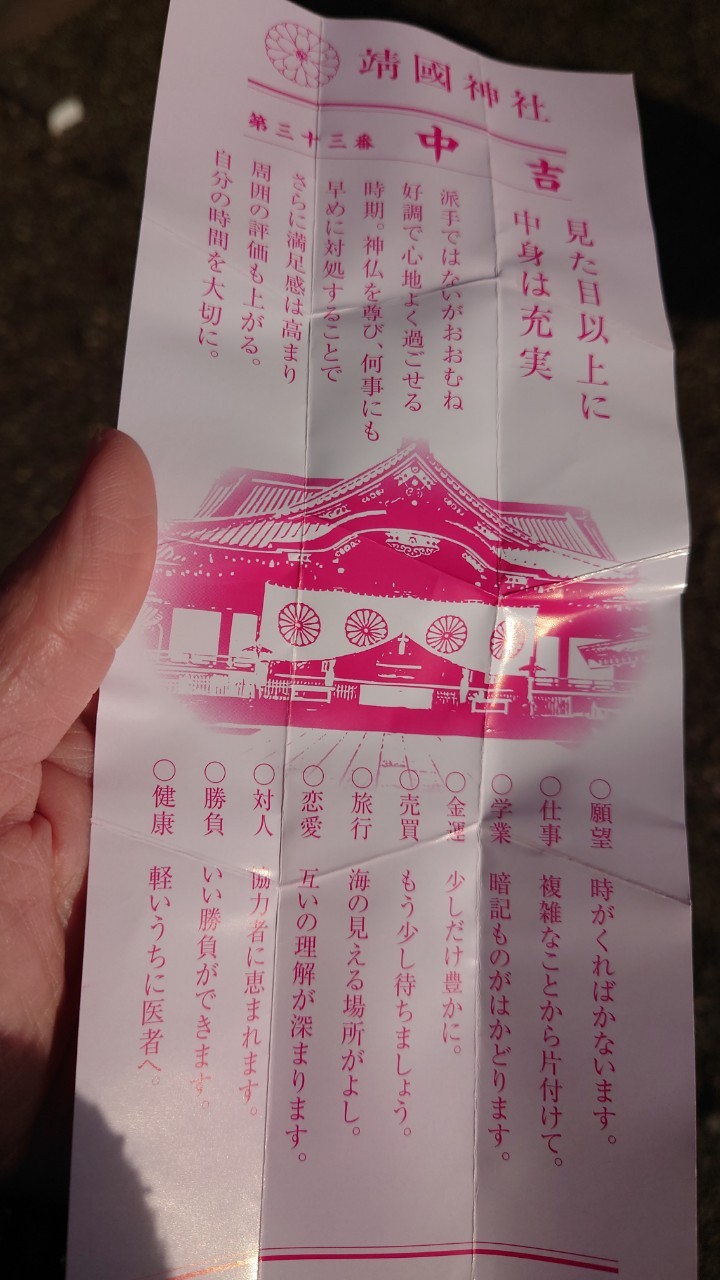 靖國神社
第三十三番 中吉
見た目以上に
中身は充実
派手ではないがおおむね
好調で心地よく過ごせる
時期。神仏を尊び、何事にも
早めに対処することで
さらに満足感は高まり
周囲の評価も上がる。
自分の時間を大切に。
○願望 時がくればかないます。
○仕事 複雑なことから片付けて。
○学業 暗記ものがはかどります。
○金運 少しだけ豊かに。
○売買 もう少し待ちましょう。
○旅行 海の見える場所がよし。
○恋愛 互いの理解が深まります。
○対人 協力者に恵まれます。
○勝負 いい勝負ができます。
○健康 軽いうちに医者へ。